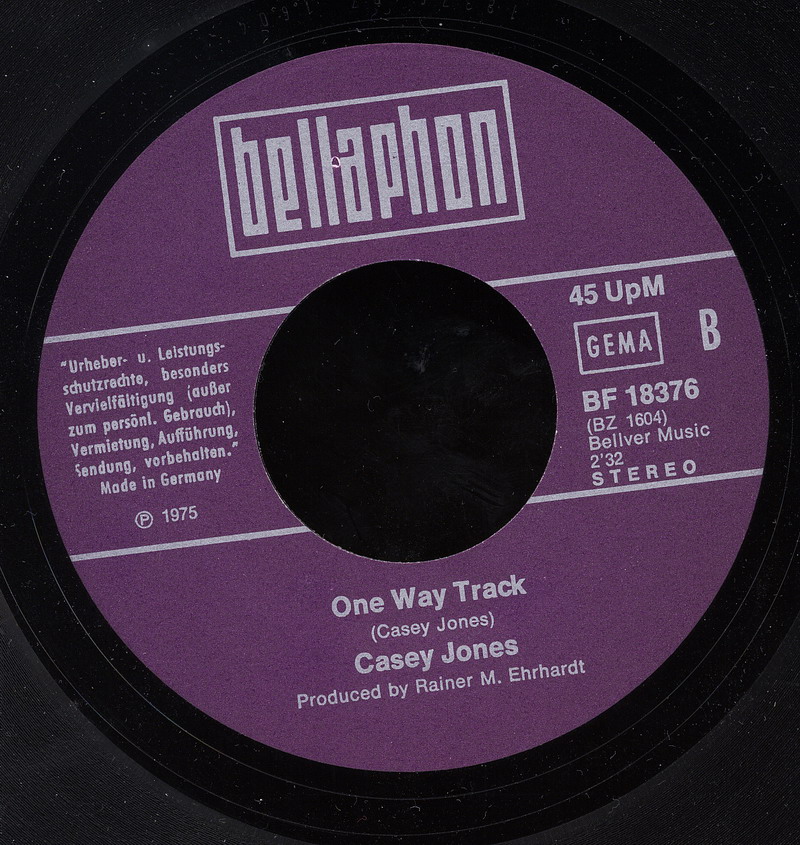 bellaphon
"Urheber- u. Leistungs-
schutzrechte, besonders
Vervielfältigung (außer
zum persönl. Gebrauch),
Vermietung, Aufführung,
Sendung, vorbehalten."
Made in Germany
Ⓟ 1975
45 UpM
GEMA
B
BF 18376
(BZ 1604)
Bellver Music
2'32
STEREO
One Way Track
(Casey Jones)
Casey Jones
Produced by Rainer M. Ehrhardt